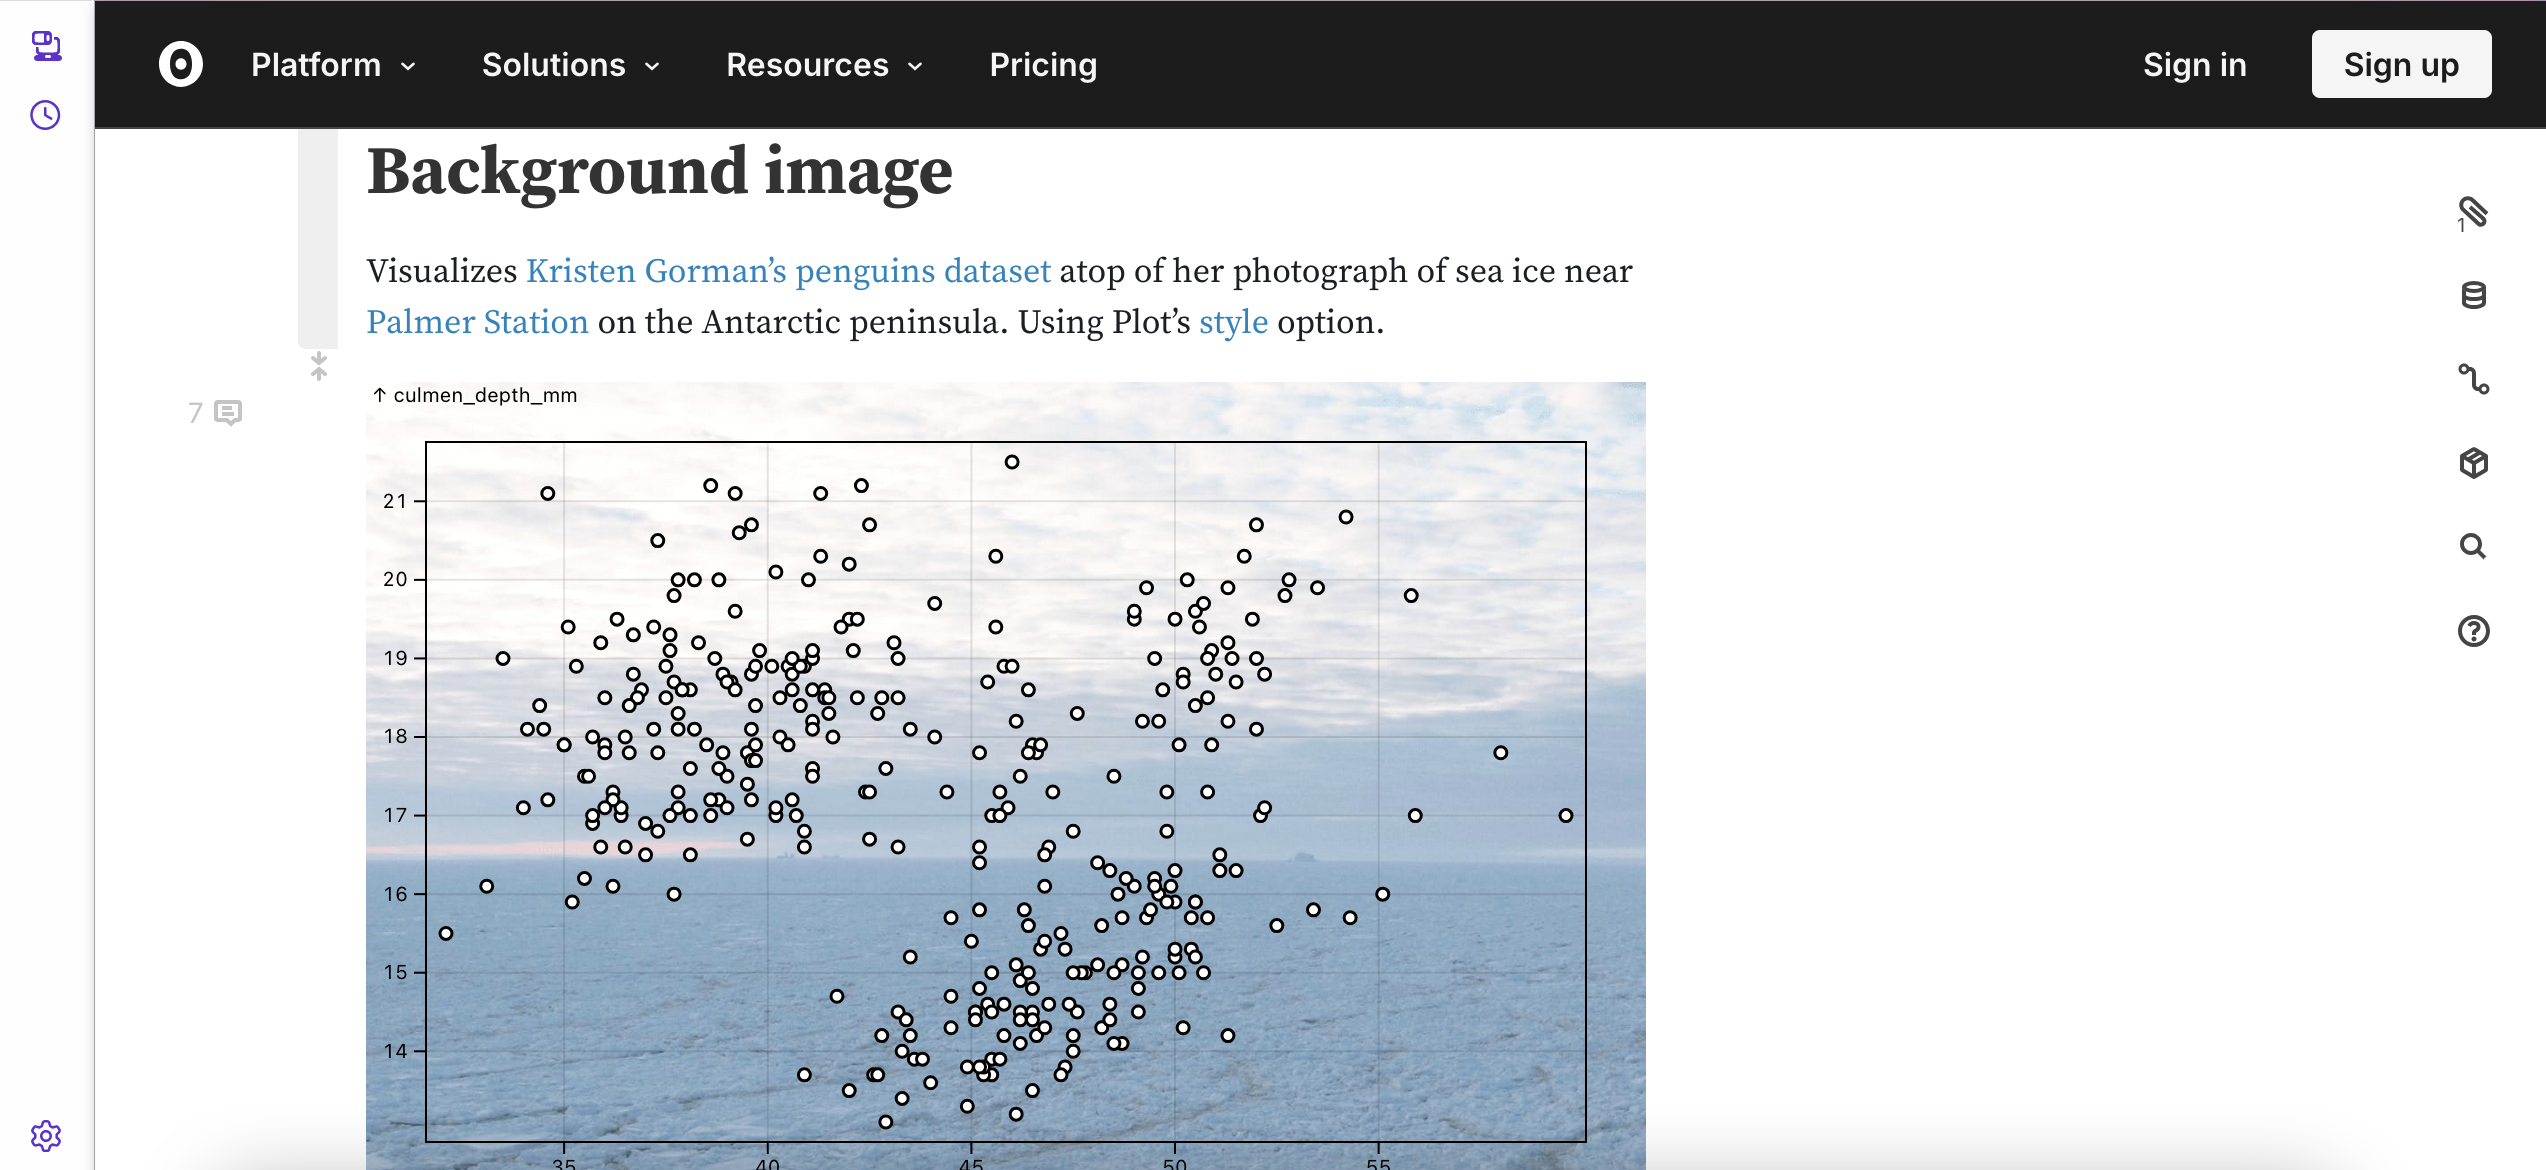 Platform
Solutions
Resources
Pricing
Sign in
Sign up
Background image
Visualizes Kristen Gorman’s penguins dataset atop of her photograph of sea ice near
Palmer Station on the Antarctic peninsula. Using Plot’s style option.
7
1
↑ culmen_depth_mm
21
20
19
18
17
16
15
14
35
40
45
50
55